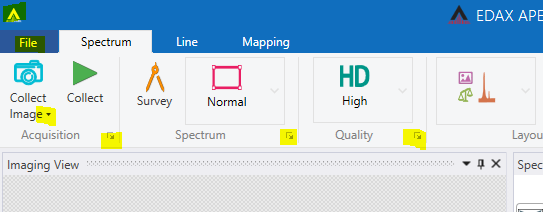 EDAX APE
File Spectrum Line Mapping
HD
Collect Collect Survey Normal High
Image
Acquisition Spectrum Quality Layou
Imaging View Spec